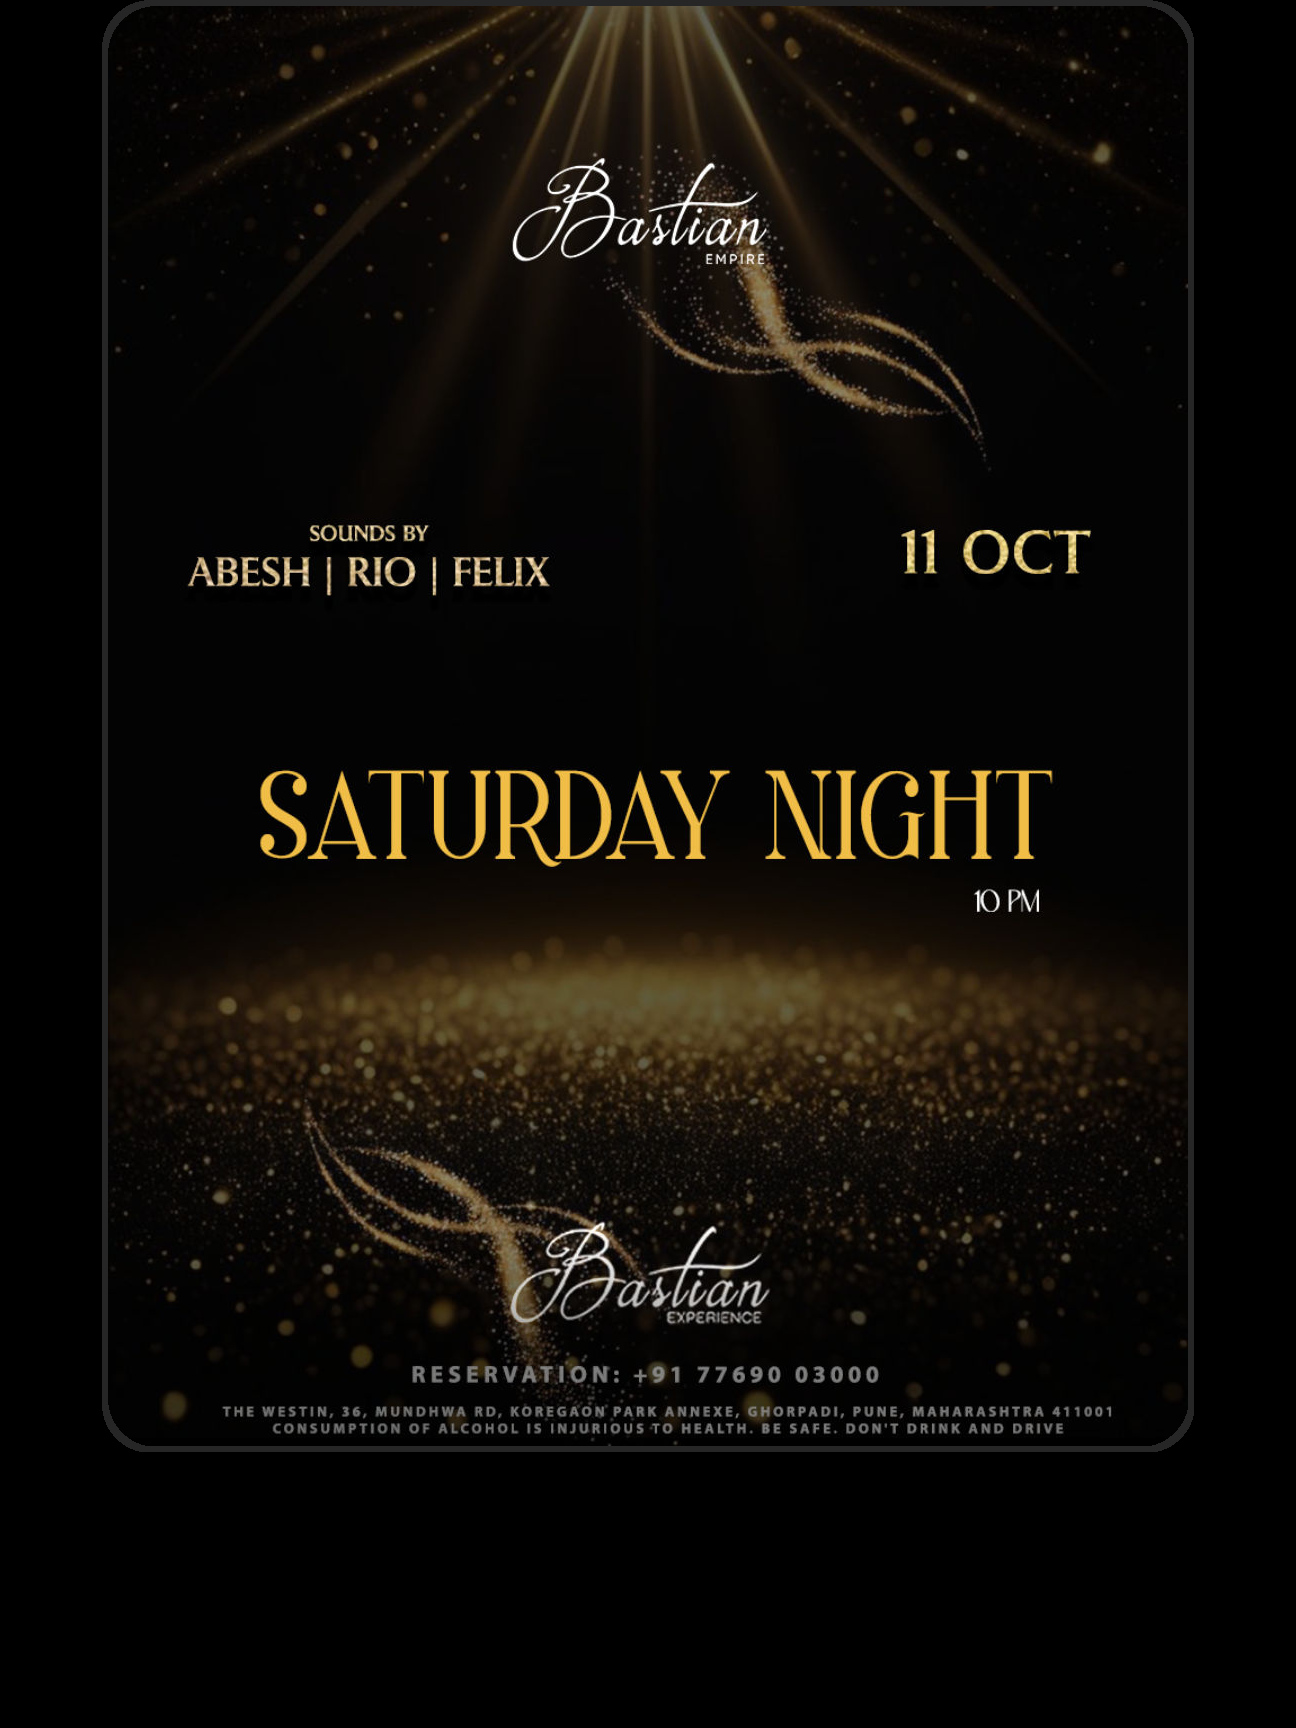 Bastian
EMPIRE
SOUNDS BY
ABESH | RIO | FELIX
11 OCT
SATURDAY NIGHT
10 PM
Bastian
EXPERIENCE
RESERVATION: +91 77690 03000
THE WESTIN, 36, MUNDHWA RD, KOREGAON PARK ANNEXE, GHORPADI, PUNE, MAHARASHTRA 411001
CONSUMPTION OF ALCOHOL IS INJURIOUS TO HEALTH. BE SAFE. DON'T DRINK AND DRIVE